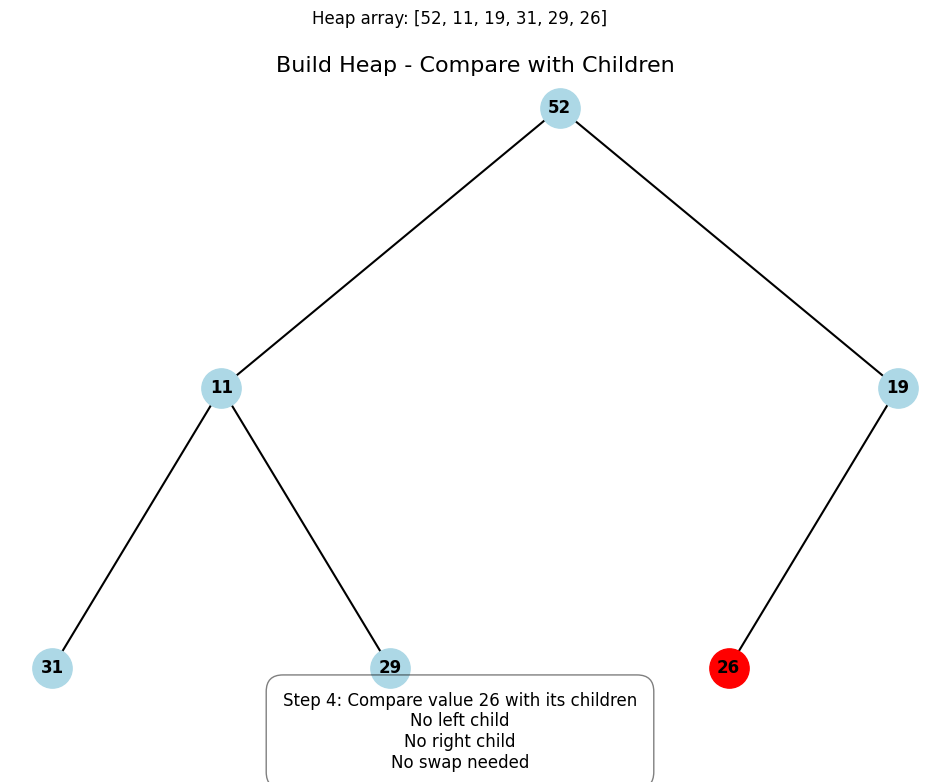 Heap array: [52, 11, 19, 31, 29, 26]
Build Heap - Compare with Children
52
11
19
31
29
26
Step 4: Compare value 26 with its children
No left child
No right child
No swap needed